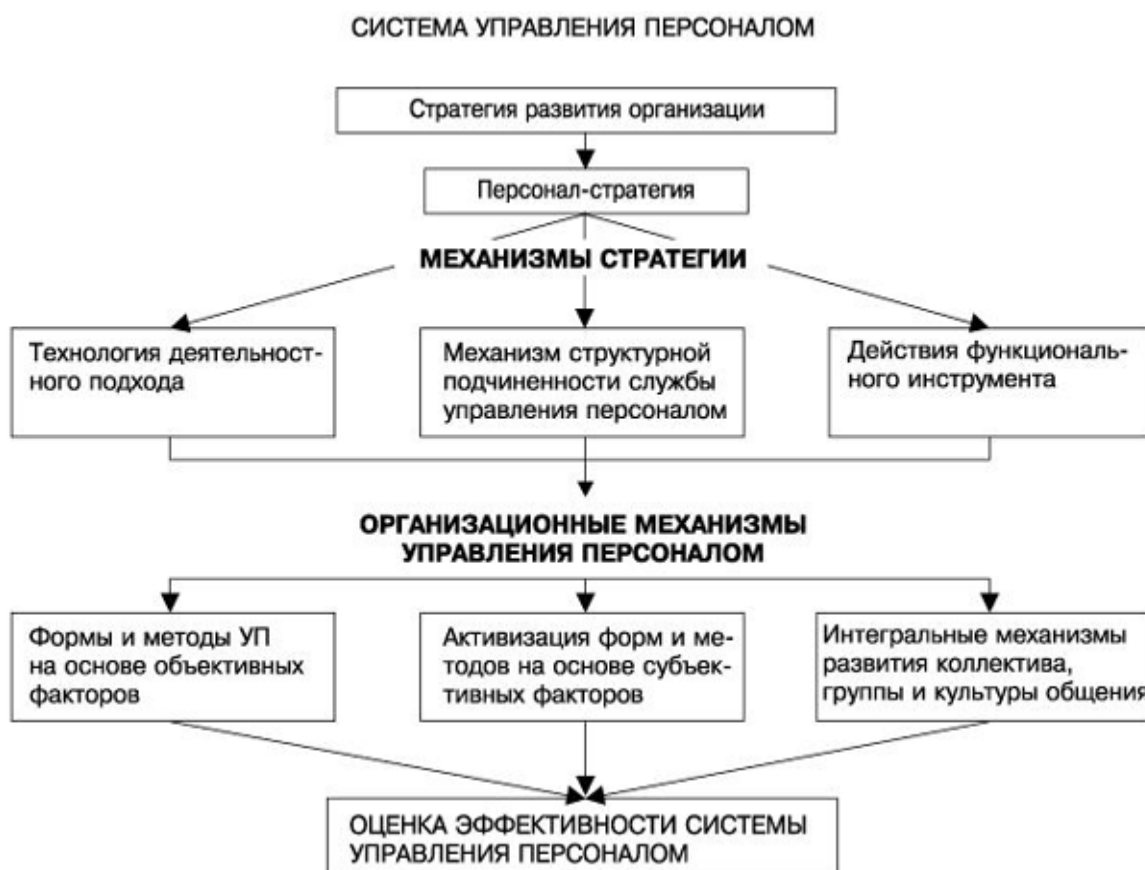 СИСТЕМА УПРАВЛЕНИЯ ПЕРСОНАЛОМ
Стратегия развития организации
Персонал-стратегия
МЕХАНИЗМЫ СТРАТЕГИИ
Технология деятельност-
ного подхода
Механизм структурной
подчиненности службы
управления персоналом
Действия функциональ-
ного инструмента
ОРГАНИЗАЦИОННЫЕ МЕХАНИЗМЫ
УПРАВЛЕНИЯ ПЕРСОНАЛОМ
Формы и методы УП
на основе объективных
факторов
Активизация форм и ме-
тодов на основе субъек-
тивных факторов
Интегральные механизмы
развития коллектива,
группы и культуры общения
ОЦЕНКА ЭФФЕКТИВНОСТИ СИСТЕМЫ
УПРАВЛЕНИЯ ПЕРСОНАЛОМ